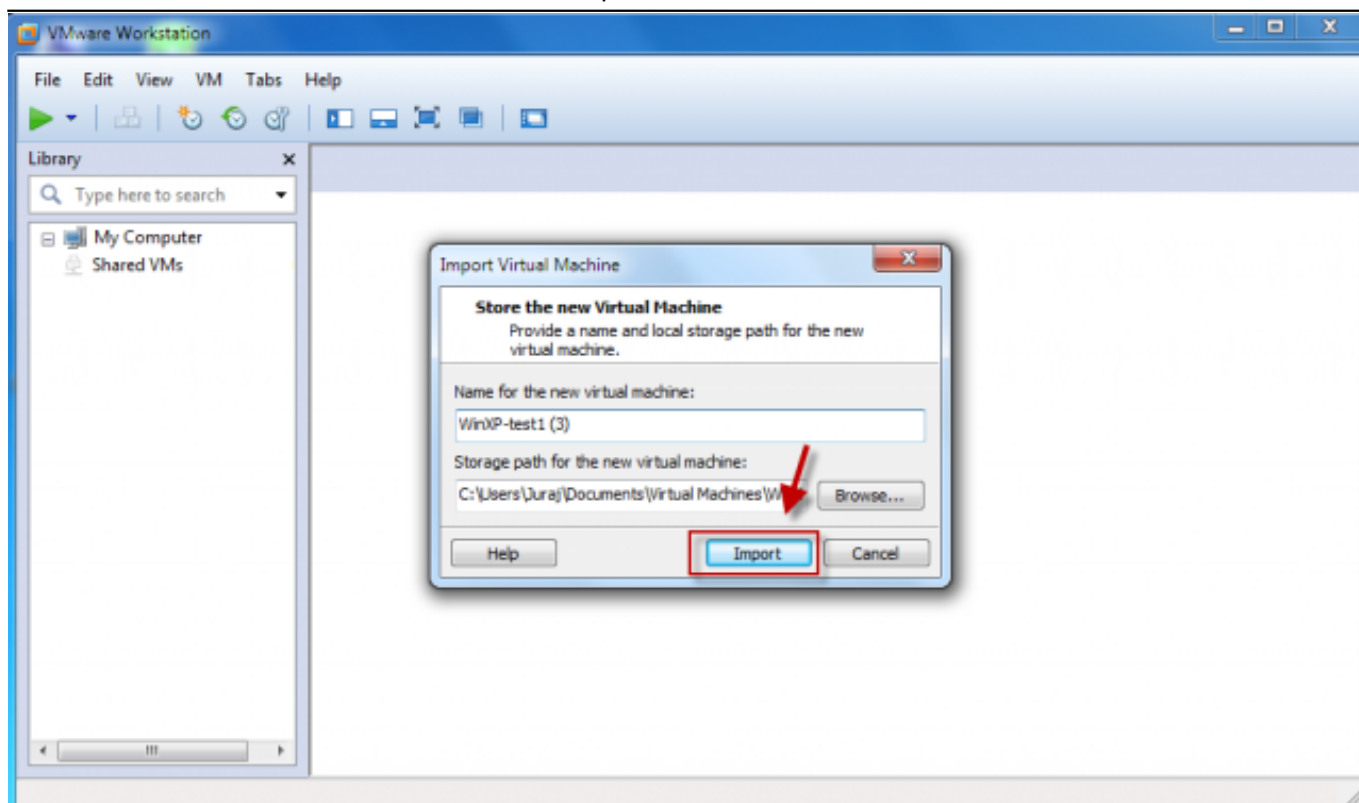 VMware Workstation
File Edit View VM Tabs Help
Library
Type here to search
My Computer
Shared VMs
Import Virtual Machine
Store the new Virtual Machine
Provide a name and local storage path for the new
virtual machine.
Name for the new virtual machine:
WinXP-test1 (3)
Storage path for the new virtual machine:
C:\Users\Juraj\Documents\Virtual Machines\W Browse...
Help Import Cancel